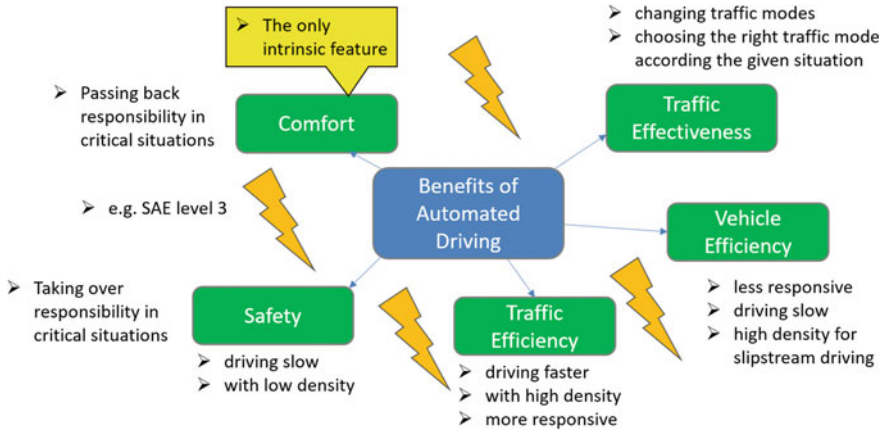 ➢ The only
intrinsic feature
➢ changing traffic modes
➢ choosing the right traffic mode
according the given situation
➢ Passing back
responsibility in
critical situations
Comfort
Traffic
Effectiveness
➢ e.g. SAE level 3
Benefits of
Automated
Driving
Vehicle
Efficiency
➢ Taking over
responsibility in
critical situations
Safety
➢ driving slow
➢ with low density
Traffic
Efficiency
➢ driving faster
➢ with high density
➢ more responsive
➢ less responsive
➢ driving slow
➢ high density for
slipstream driving